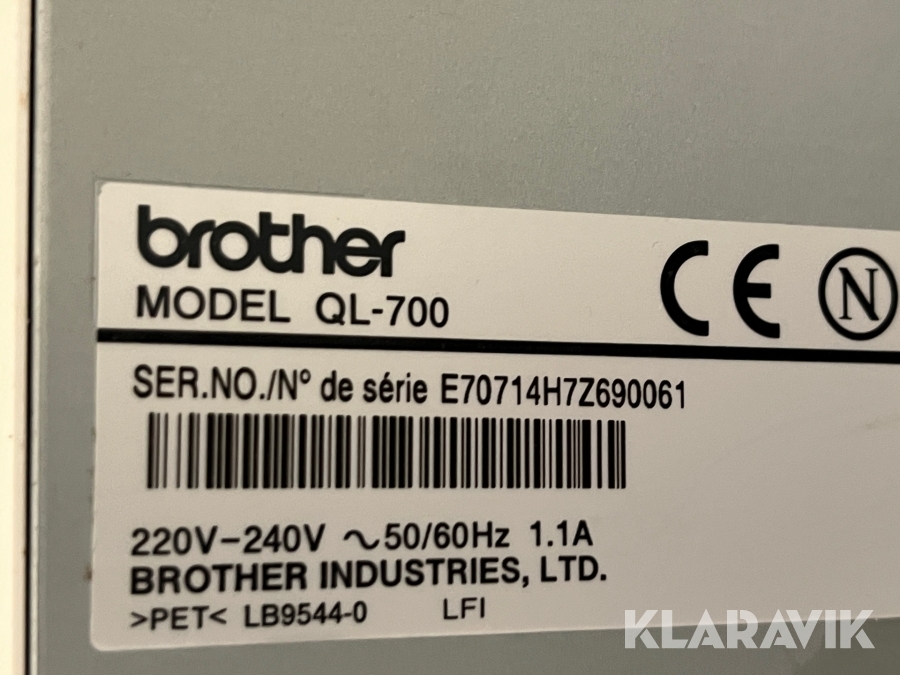 brother
MODEL QL-700
CE N
SER.NO./Nº de série E70714H7Z690061
220V-240V ~50/60Hz 1.1A
BROTHER INDUSTRIES, LTD.
>PET< LB9544-0 LFI
KLARAVIK